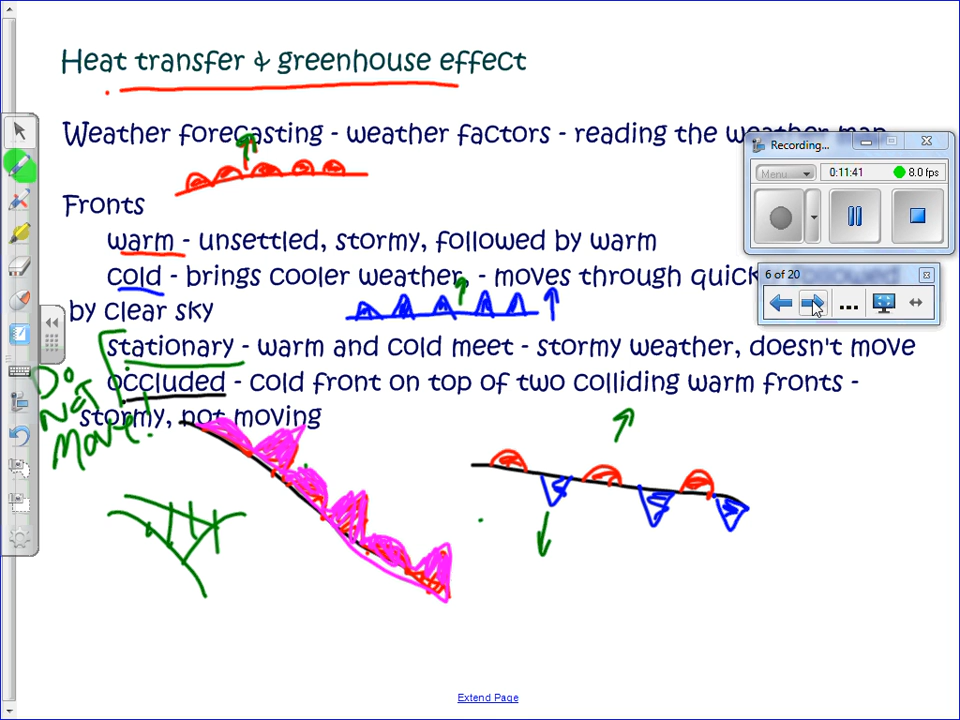 Heat transfer & greenhouse effect
Weather forecasting - weather factors - reading the weather map
Recording...
Menu
0:11:41
8.0 fps
Fronts
warm - unsettled, stormy, followed by warm
6 of 20
cold - brings cooler weather, - moves through quick followed
by clear sky
...
stationary - warm and cold meet - stormy weather, doesn't move
occluded - cold front on top of two colliding warm fronts -
stormy, not moving
Do
Not
Move!
Extend Page